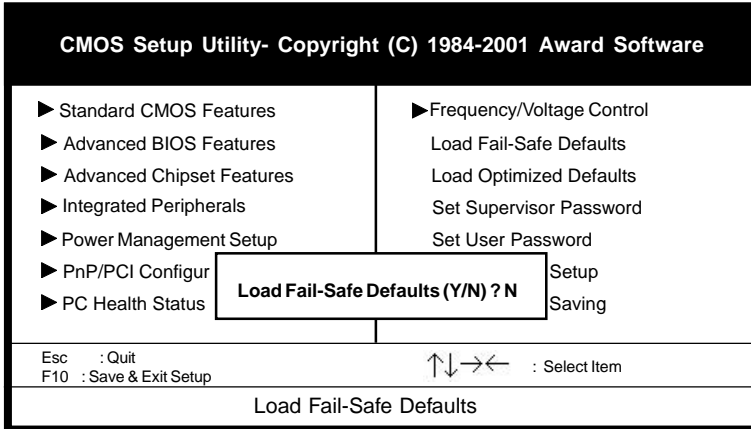 CMOS Setup Utility- Copyright (C) 1984-2001 Award Software
Standard CMOS Features
Advanced BIOS Features
Advanced Chipset Features
Integrated Peripherals
Power Management Setup
PnP/PCI Configur
PC Health Status
Frequency/Voltage Control
Load Fail-Safe Defaults
Load Optimized Defaults
Set Supervisor Password
Set User Password
Setup
Saving
Load Fail-Safe Defaults (Y/N) ? N
Esc : Quit
F10 : Save & Exit Setup
↑↓→← : Select Item
Load Fail-Safe Defaults